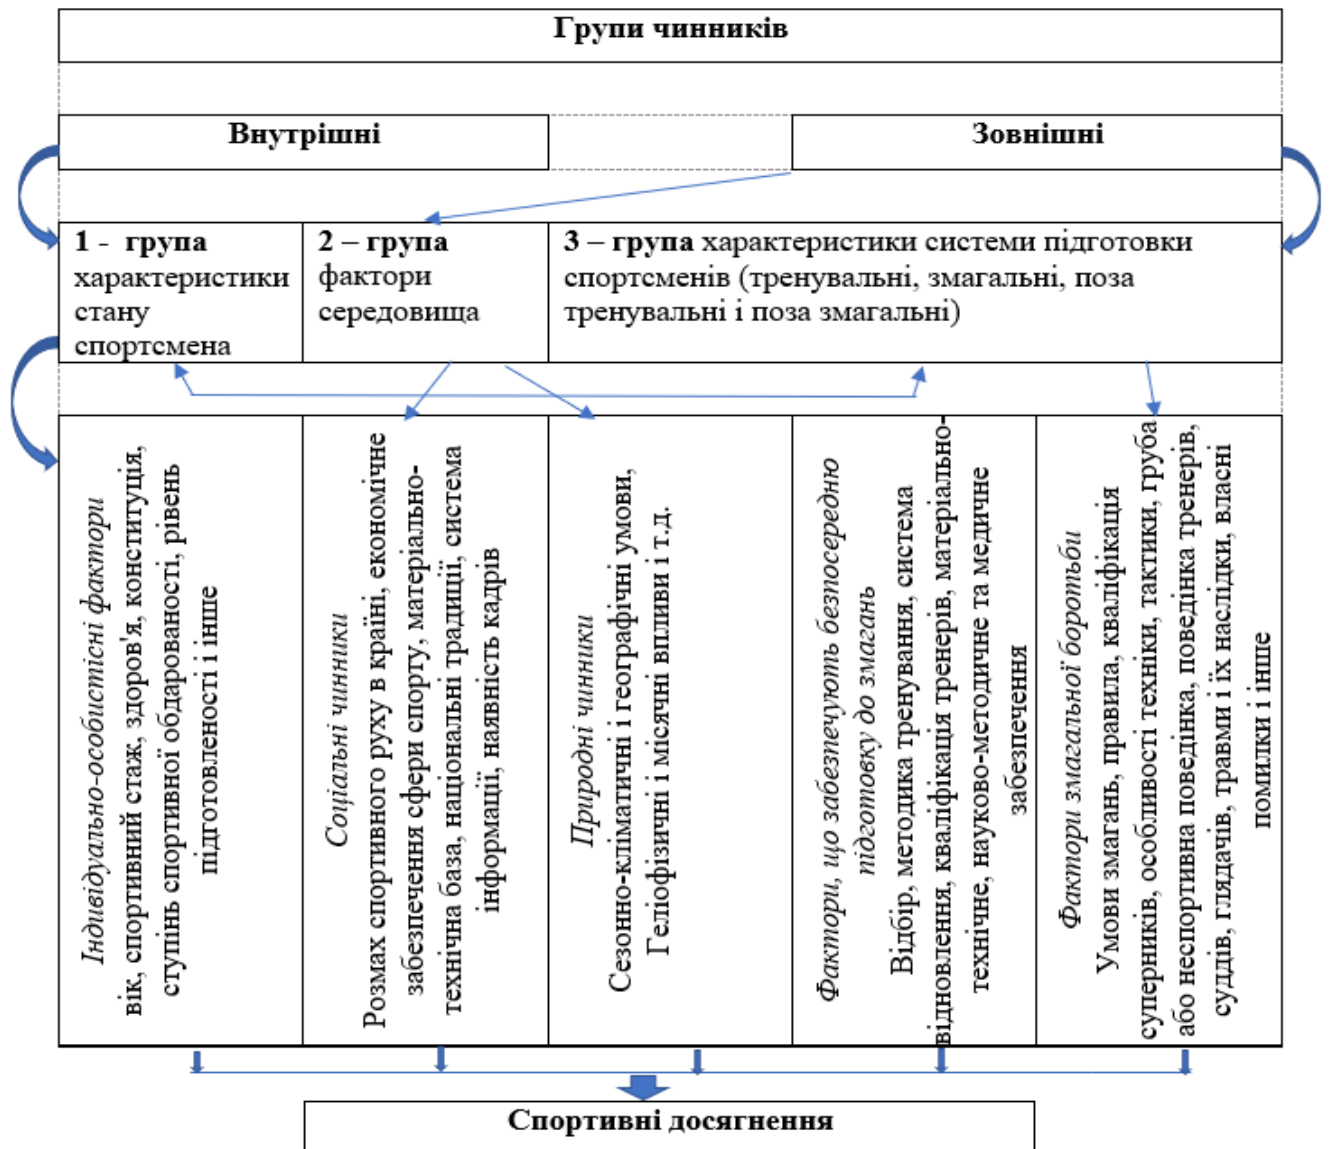 Групи чинників
Внутрішні
Зовнішні
1 - група
характеристики
стану
спортсмена
2 – група
фактори
середовища
3 – група характеристики системи підготовки
спортсменів (тренувальні, змагальні, поза
тренувальні і поза змагальні)
Індивідуально-особистісні фактори
вік, спортивний стаж, здоров'я, конституція,
ступінь спортивної обдарованості, рівень
підготовленості і інше
Соціальні чинники
Розмах спортивного руху в країні, економічне
забезпечення сфери спорту, матеріально-
технічна база, національні традиції, система
інформації, наявність кадрів
Природні чинники
Сезонно-кліматичні і географічні умови,
Геліофізичні і місячні впливи і т.д.
Фактори, що забезпечують безпосередню
підготовку до змагань
Відбір, методика тренування, система
відновлення, кваліфікація тренерів, матеріально-
технічне, науково-методичне та медичне
забезпечення
Фактори змагальної боротьби
Умови змагань, правила, кваліфікація
суперників, особливості техніки, тактики, груба
або неспортивна поведінка, поведінка тренерів,
суддів, глядачів, травми і їх наслідки, власні
помилки і інше
Спортивні досягнення